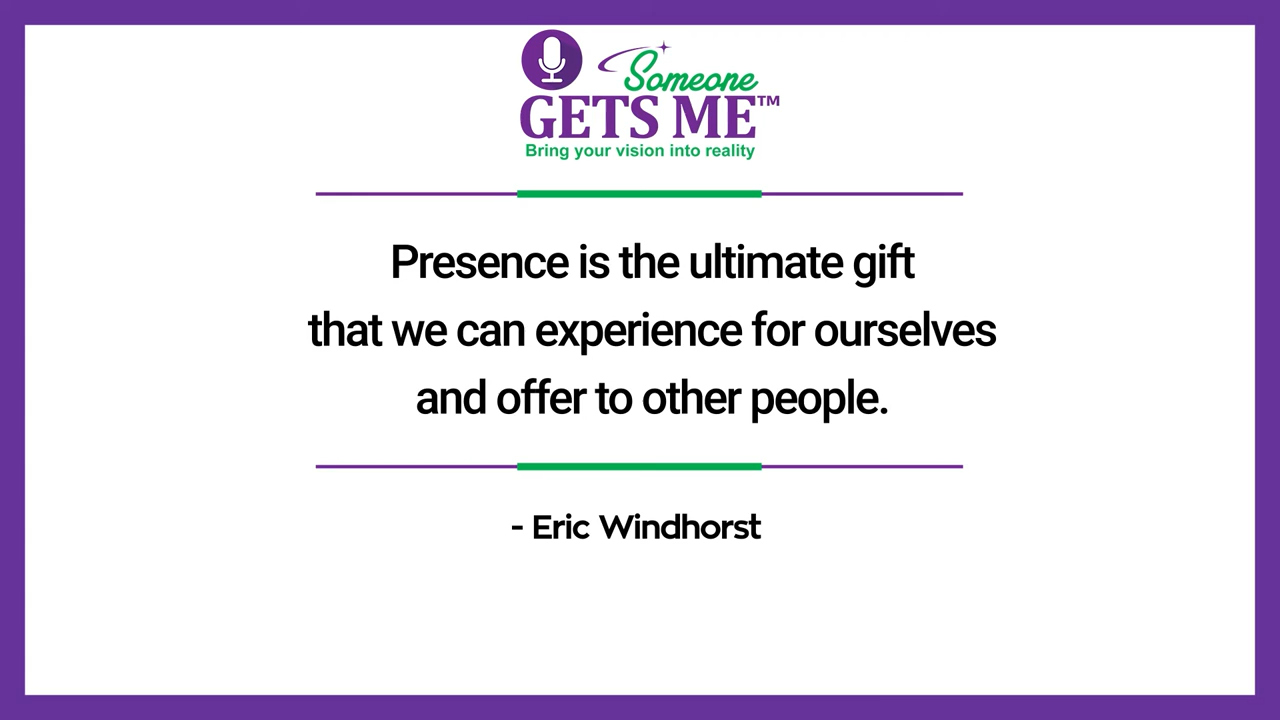 Someone
GETS ME™
Bring your vision into reality
Presence is the ultimate gift
that we can experience for ourselves
and offer to other people.
- Eric Windhorst